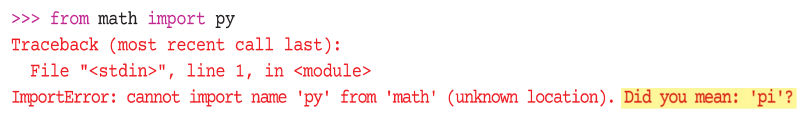 >>> from math import py
Traceback (most recent call last):
  File "<stdin>", line 1, in <module>
ImportError: cannot import name 'py' from 'math' (unknown location). Did you mean: 'pi'?